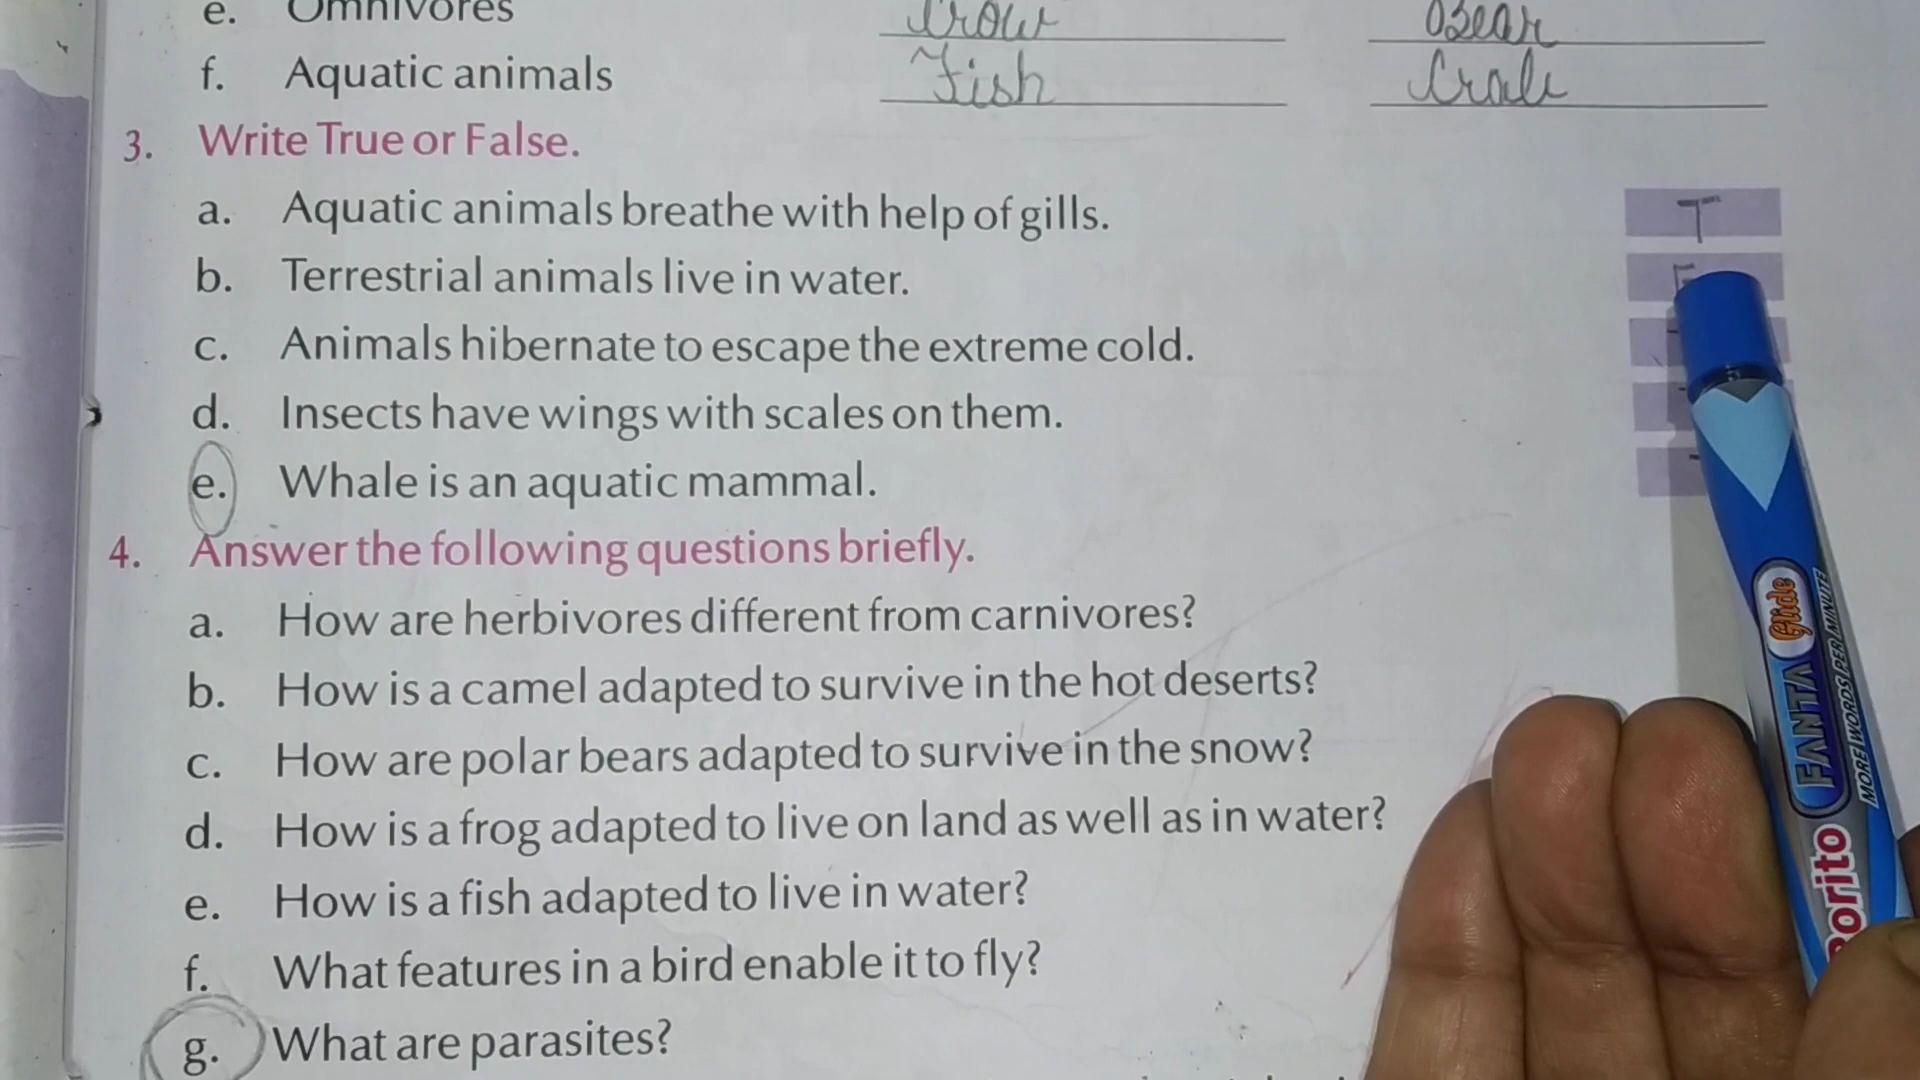 e. Omnivores Crow Bear
f. Aquatic animals Fish Crab
3. Write True or False.
a. Aquatic animals breathe with help of gills. T
b. Terrestrial animals live in water. F
c. Animals hibernate to escape the extreme cold.
d. Insects have wings with scales on them.
e. Whale is an aquatic mammal.
4. Answer the following questions briefly.
a. How are herbivores different from carnivores?
b. How is a camel adapted to survive in the hot deserts?
c. How are polar bears adapted to survive in the snow?
d. How is a frog adapted to live on land as well as in water?
e. How is a fish adapted to live in water?
f. What features in a bird enable it to fly?
g. What are parasites?
FANTA Glide
MORE WORDS PER MINUTE